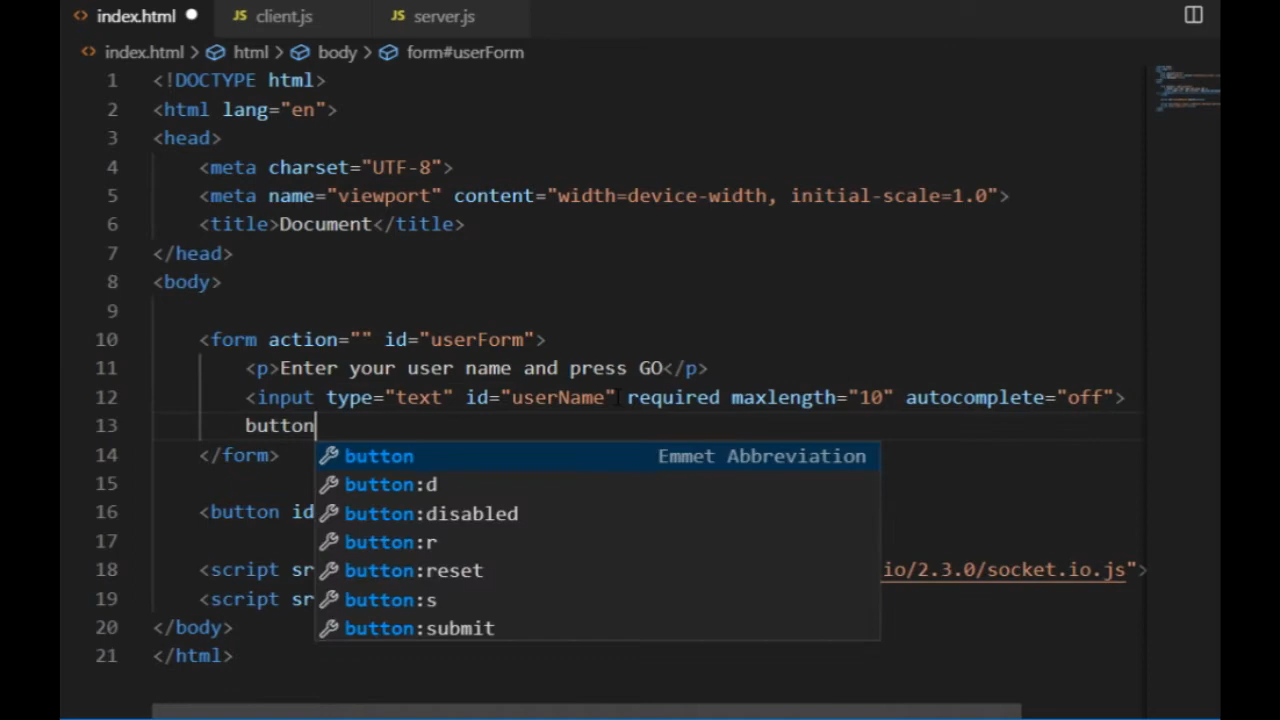 index.html client.js server.js
index.html > html > body > form#userForm
1 <!DOCTYPE html>
2 <html lang="en">
3 <head>
4 <meta charset="UTF-8">
5 <meta name="viewport" content="width=device-width, initial-scale=1.0">
6 <title>Document</title>
7 </head>
8 <body>
9
10 <form action="" id="userForm">
11 <p>Enter your user name and press GO</p>
12 <input type="text" id="userName" required maxlength="10" autocomplete="off">
13 button
14 </form>
button Emmet Abbreviation
15
button:d
16 <button id
button:disabled
17
button:r
18 <script sr io/2.3.0/socket.io.js">
button:reset
19 <script sr
button:s
20 </body>
button:submit
21 </html>